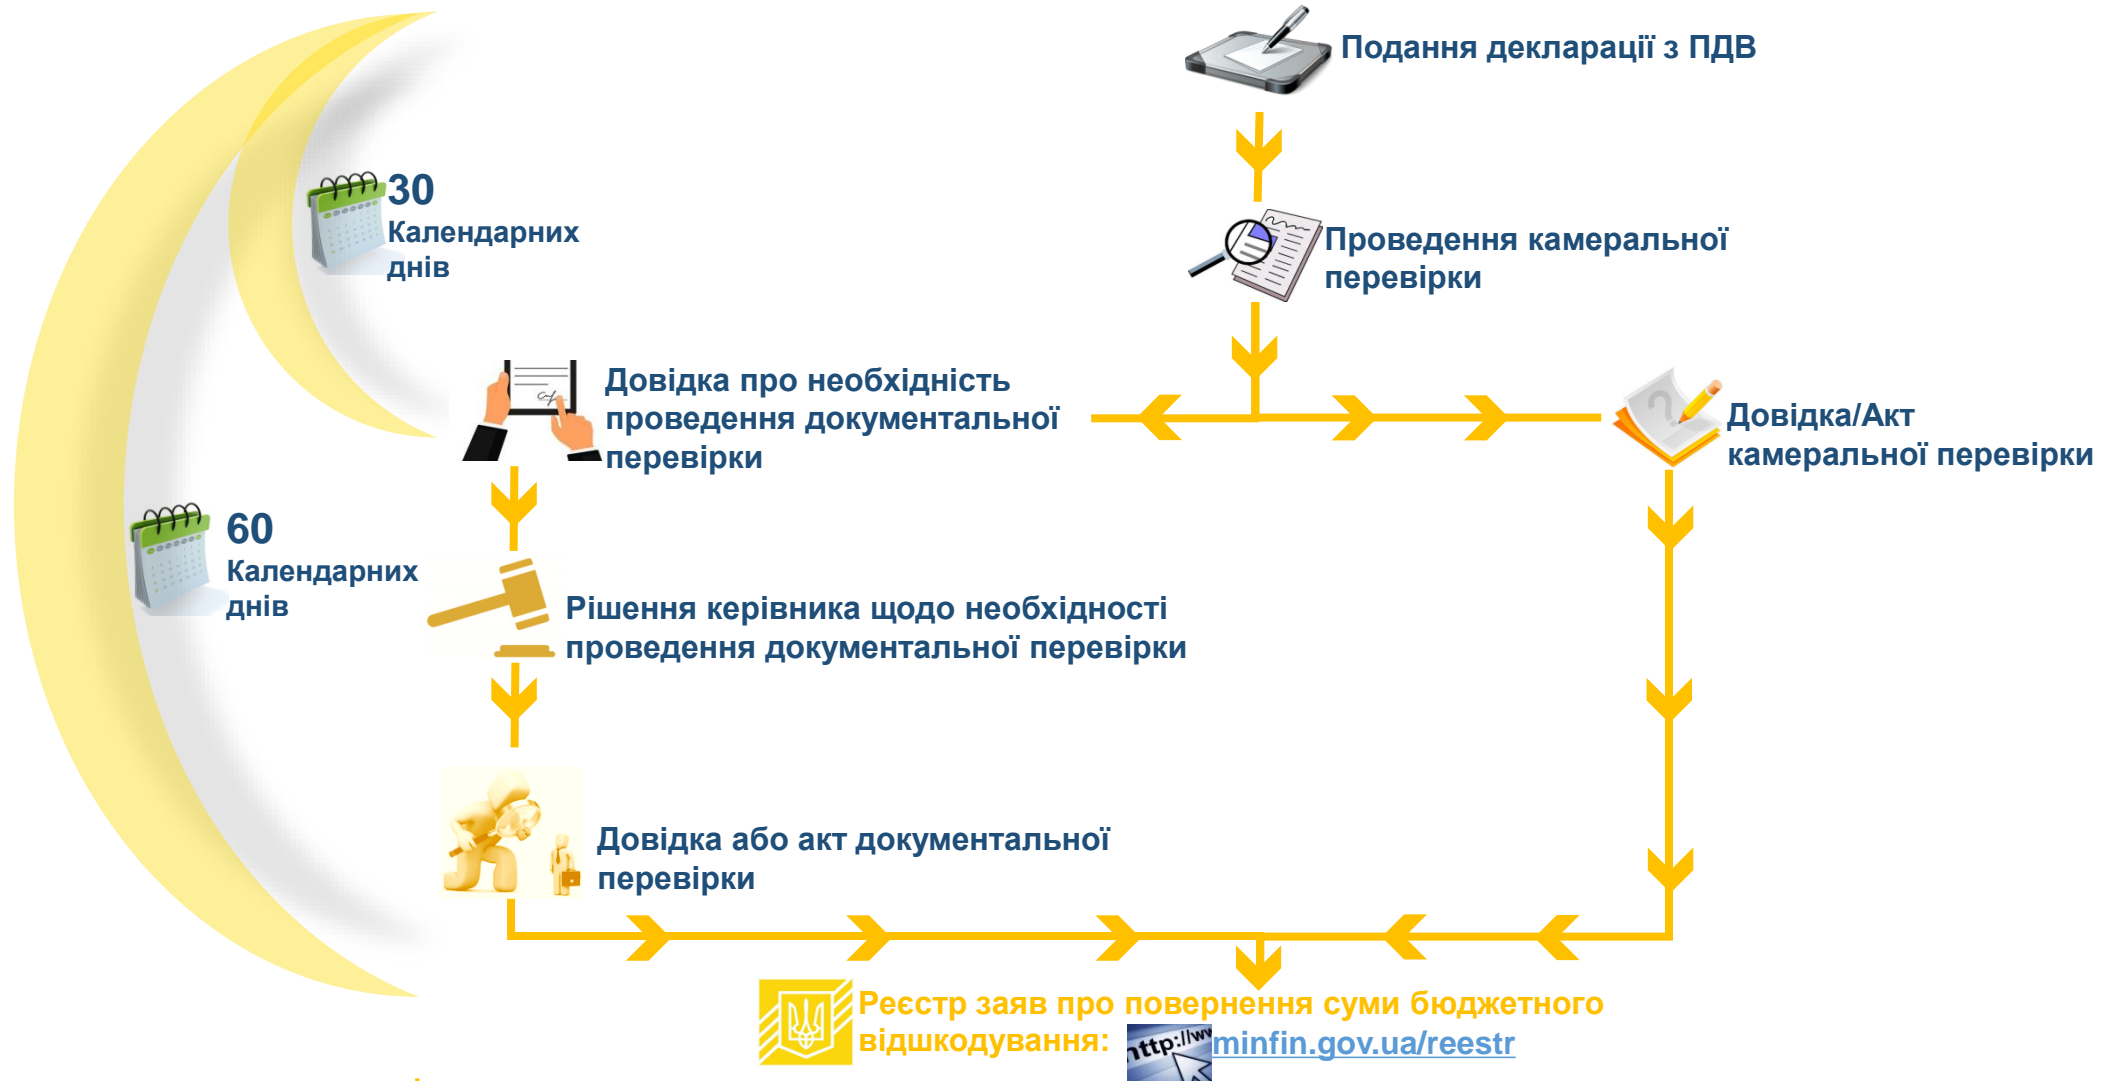 Подання декларації з ПДВ
30
Календарних
днів
Проведення камеральної
перевірки
Довідка про необхідність
проведення документальної
перевірки
Довідка/Акт
камеральної перевірки
60
Календарних
днів
Рішення керівника щодо необхідності
проведення документальної перевірки
Довідка або акт документальної
перевірки
Реєстр заяв про повернення суми бюджетного
відшкодування: http://ww minfin.gov.ua/reestr